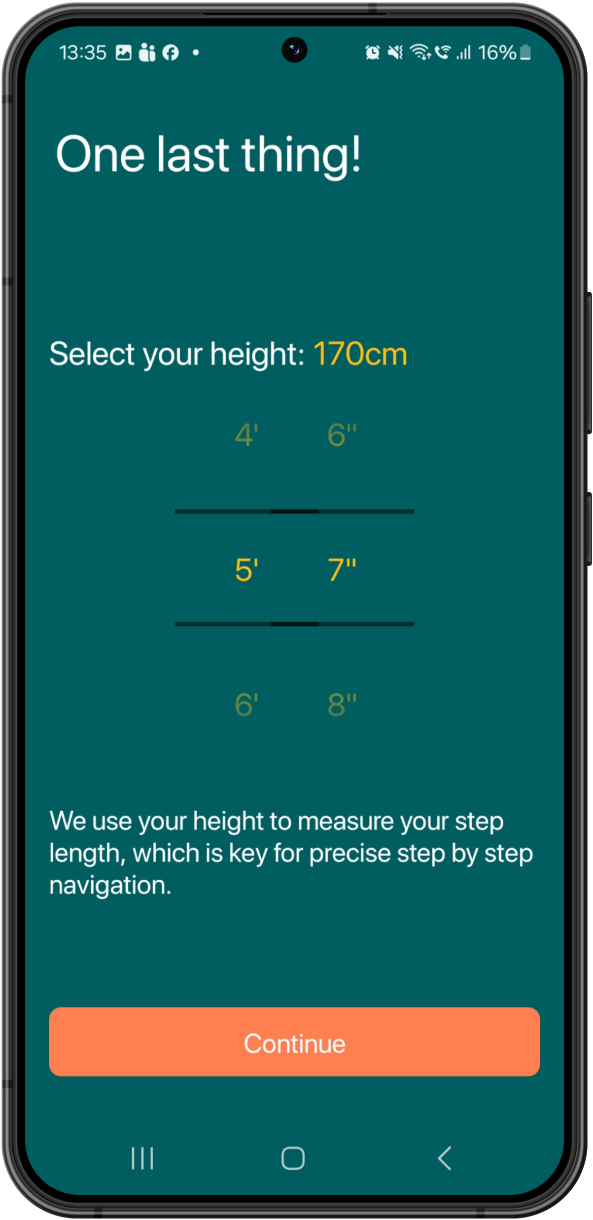 13:35 16%
One last thing!
Select your height: 170cm
4' 6"
5' 7"
6' 8"
We use your height to measure your step
length, which is key for precise step by step
navigation.
Continue